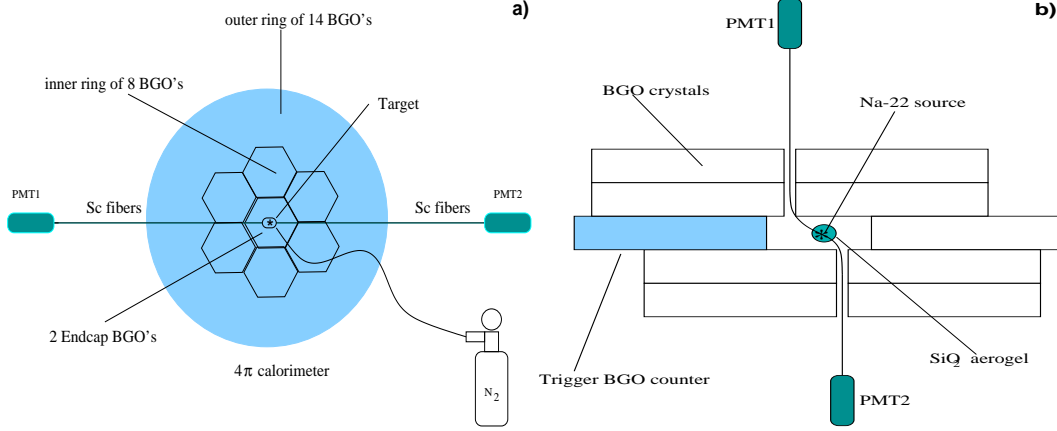 a)
outer ring of 14 BGO's
inner ring of 8 BGO's
Target
PMT1
Sc fibers
Sc fibers
PMT2
2 Endcap BGO's
4π calorimeter
N2
b)
PMT1
BGO crystals
Na-22 source
SiO2 aerogel
Trigger BGO counter
PMT2